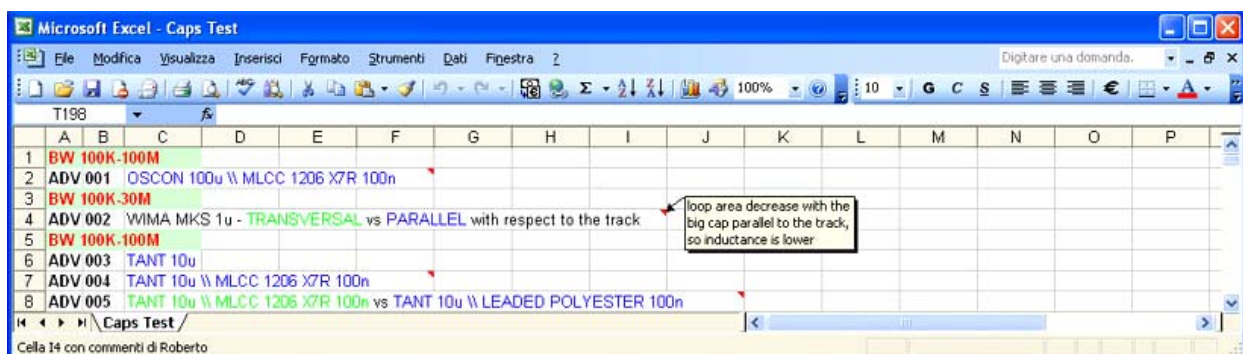 Microsoft Excel - Caps Test
File Modifica Visualizza Inserisci Formato Strumenti Dati Finestra ? Digitare una domanda.
100% 10 G C S €
T198 fx
A B C D E F G H I J K L M N O P
1 BW 100K-100M
2 ADV 001 OSCON 100u \\ MLCC 1206 X7R 100n
3 BW 100K-30M
4 ADV 002 WIMA MKS 1u - TRANSVERSAL vs PARALLEL with respect to the track
loop area decrease with the
big cap parallel to the track,
so inductance is lower
5 BW 100K-100M
6 ADV 003 TANT 10u
7 ADV 004 TANT 10u \\ MLCC 1206 X7R 100n
8 ADV 005 TANT 10u \\ MLCC 1206 X7R 100n vs TANT 10u \\ LEADED POLYESTER 100n
Caps Test
Cella I4 con commenti di Roberto